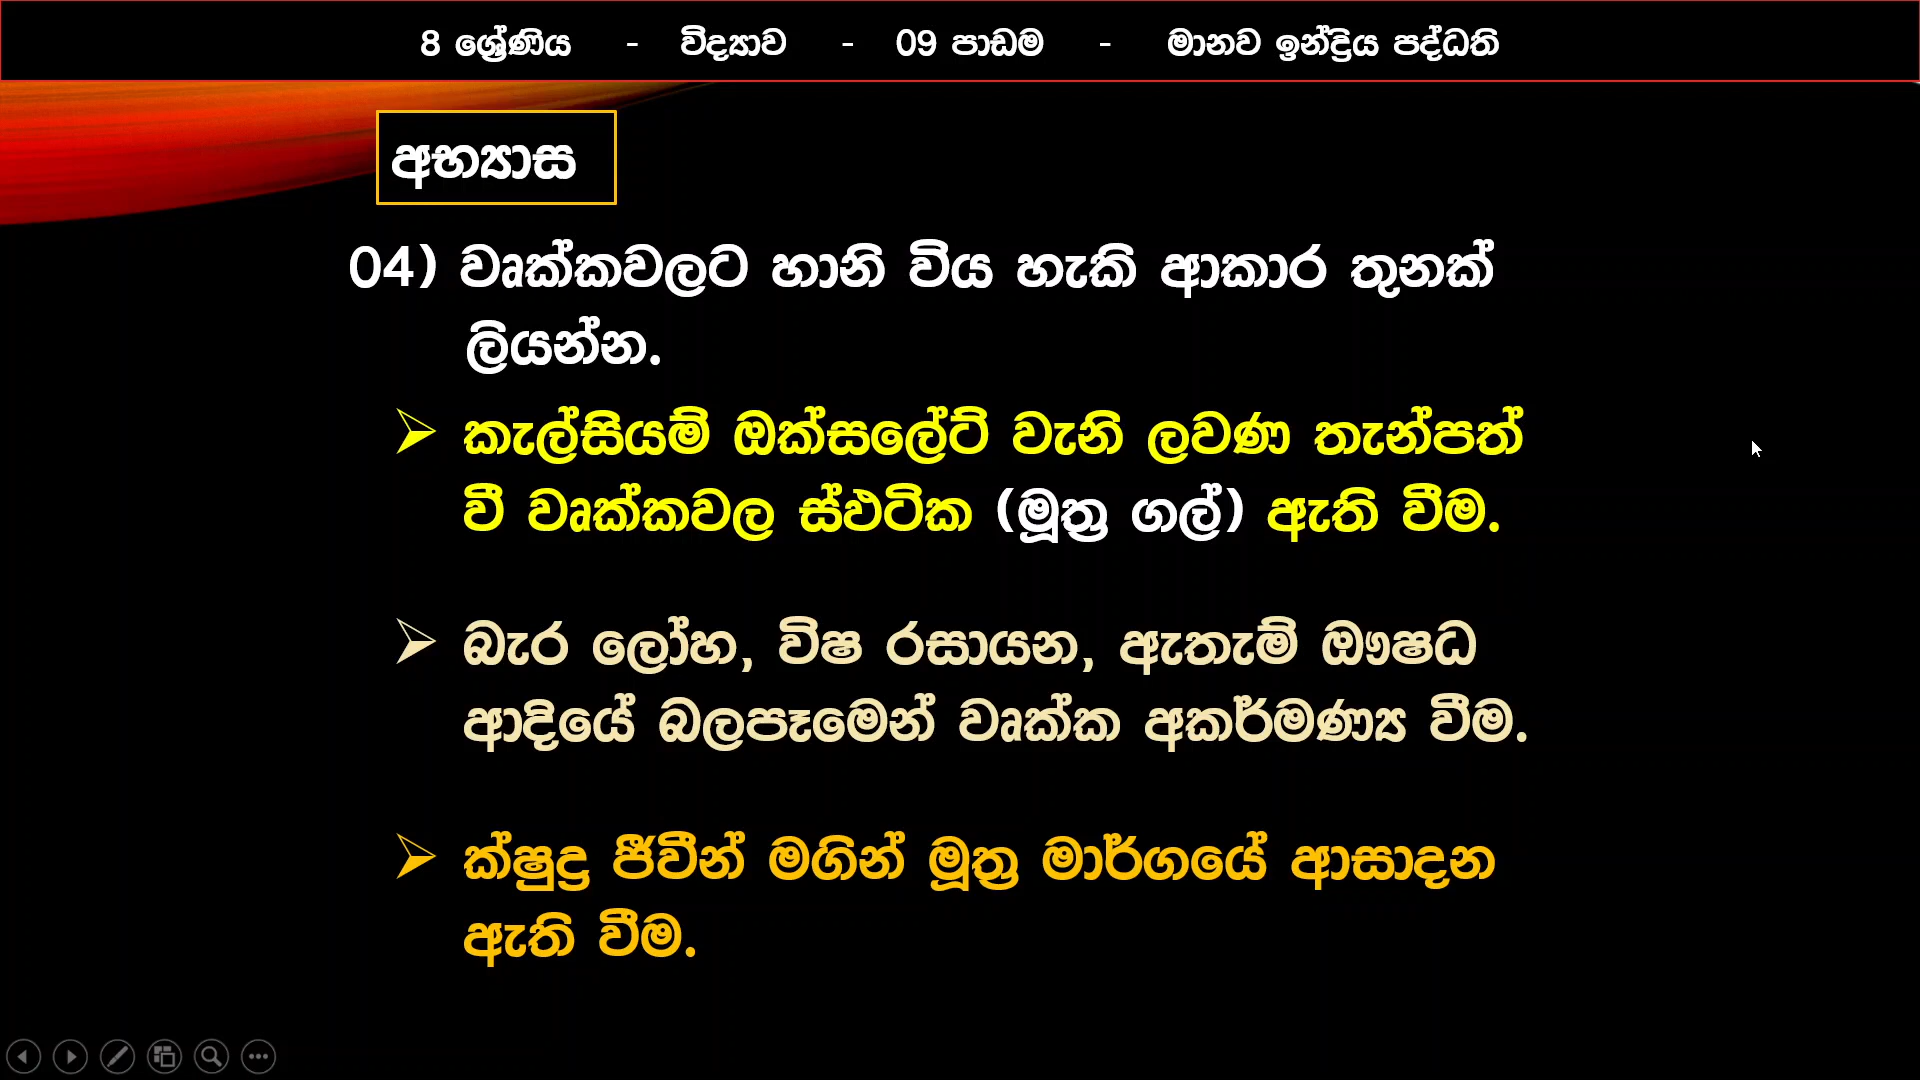 8 ශ්‍රේණිය - විද්‍යාව - 09 පාඩම - මානව ඉන්ද්‍රිය පද්ධති
අභ්‍යාස
04) වෘක්කවලට හානි විය හැකි ආකාර තුනක්
ලියන්න.
කැල්සියම් ඔක්සලේට් වැනි ලවණ තැන්පත්
වී වෘක්කවල ස්ඵටික (මූත්‍ර ගල්) ඇති වීම.
බැර ලෝහ, විෂ රසායන, ඇතැම් ඖෂධ
ආදියේ බලපෑමෙන් වෘක්ක අකර්මණ්‍ය වීම.
ක්ෂුද්‍ර ජීවීන් මගින් මූත්‍ර මාර්ගයේ ආසාදන
ඇති වීම.